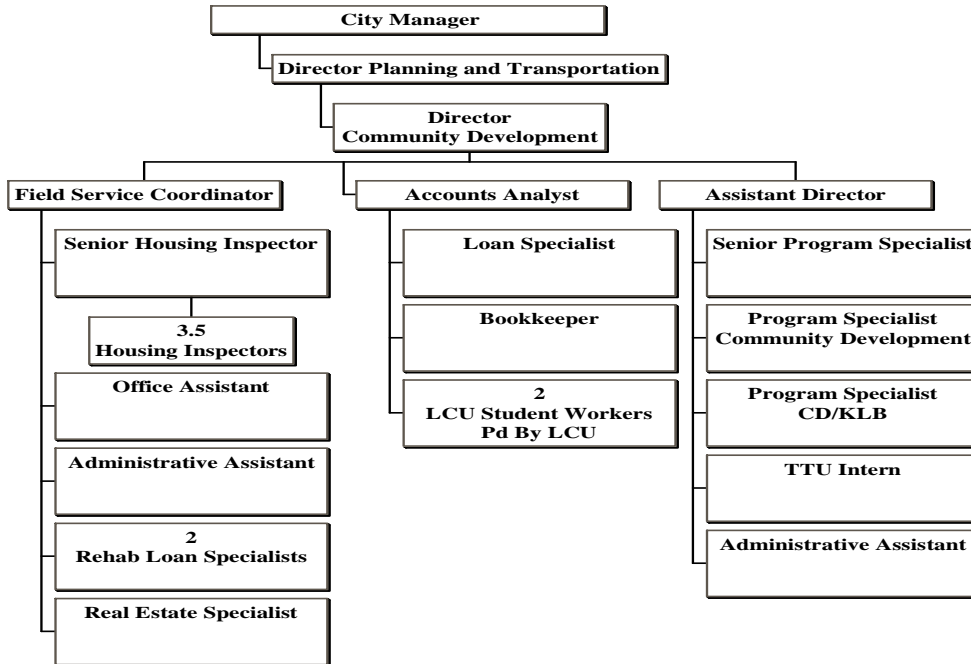 City Manager
Director Planning and Transportation
Director
Community Development
Field Service Coordinator
Senior Housing Inspector
3.5
Housing Inspectors
Office Assistant
Administrative Assistant
2
Rehab Loan Specialists
Real Estate Specialist
Accounts Analyst
Loan Specialist
Bookkeeper
2
LCU Student Workers
Pd By LCU
Assistant Director
Senior Program Specialist
Program Specialist
Community Development
Program Specialist
CD/KLB
TTU Intern
Administrative Assistant